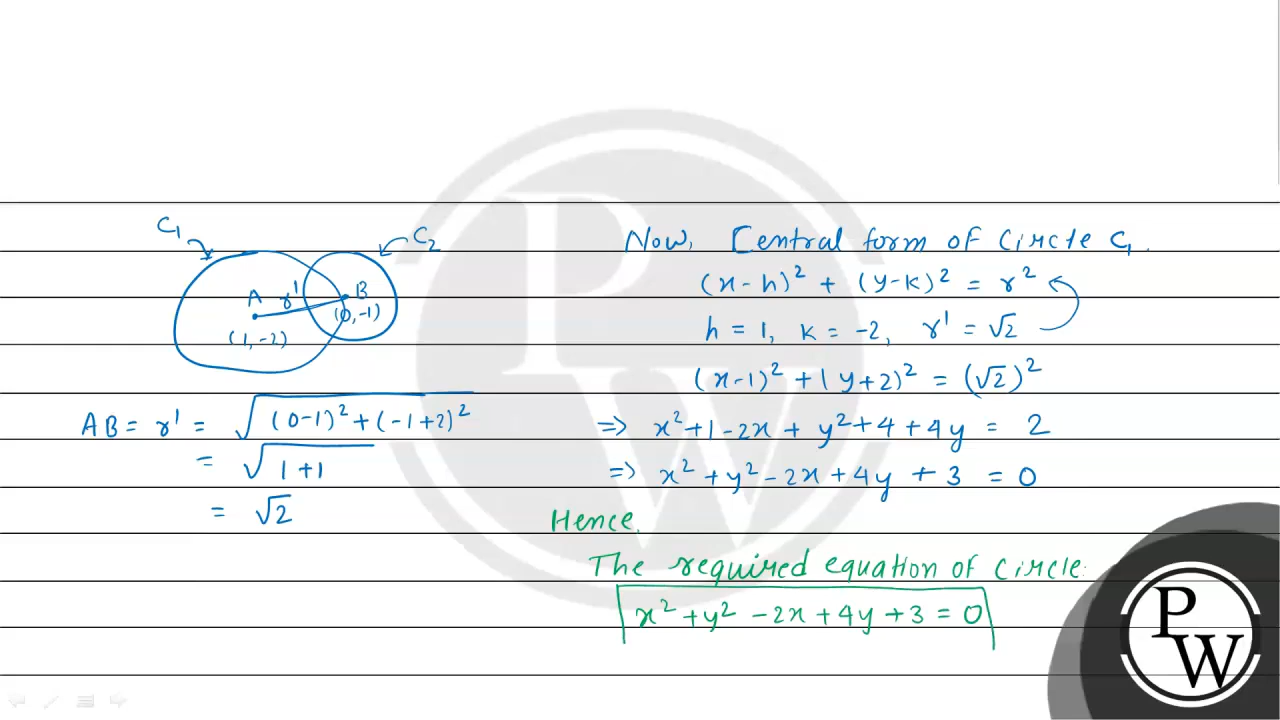 C₁
C₂
A
r'
B
(0,-1)
(1,-2)
AB = r' = √(0-1)²+(-1+2)²
= √1+1
= √2
Now, Central form of circle C₁.
(x-h)² + (y-k)² = r²
h = 1, k = -2, r' = √2
(x-1)² + (y+2)² = (√2)²
=> x²+1-2x + y²+4+4y = 2
=> x² + y² - 2x + 4y + 3 = 0
Hence,
The required equation of circle:
x² + y² - 2x + 4y + 3 = 0
P
W
P
W